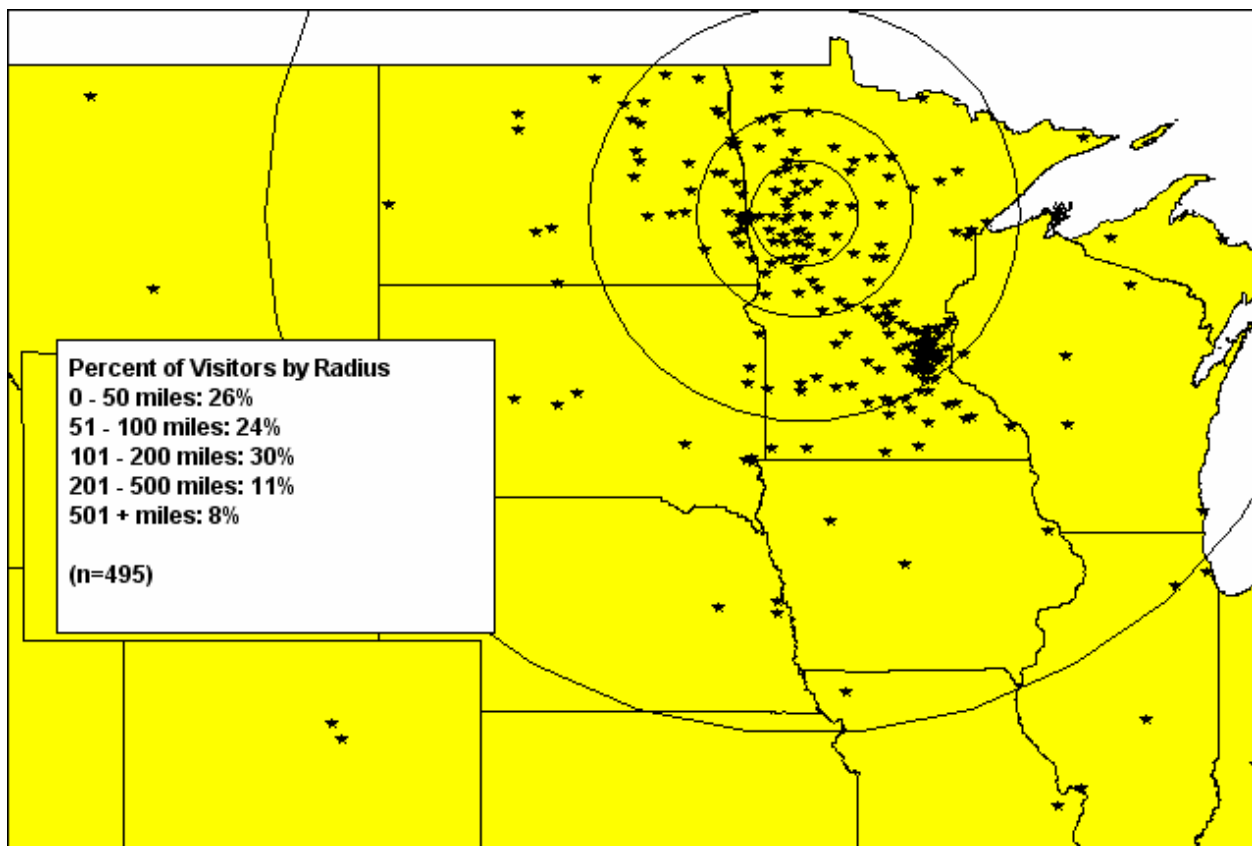 Percent of Visitors by Radius
0 - 50 miles: 26%
51 - 100 miles: 24%
101 - 200 miles: 30%
201 - 500 miles: 11%
501 + miles: 8%
(n=495)